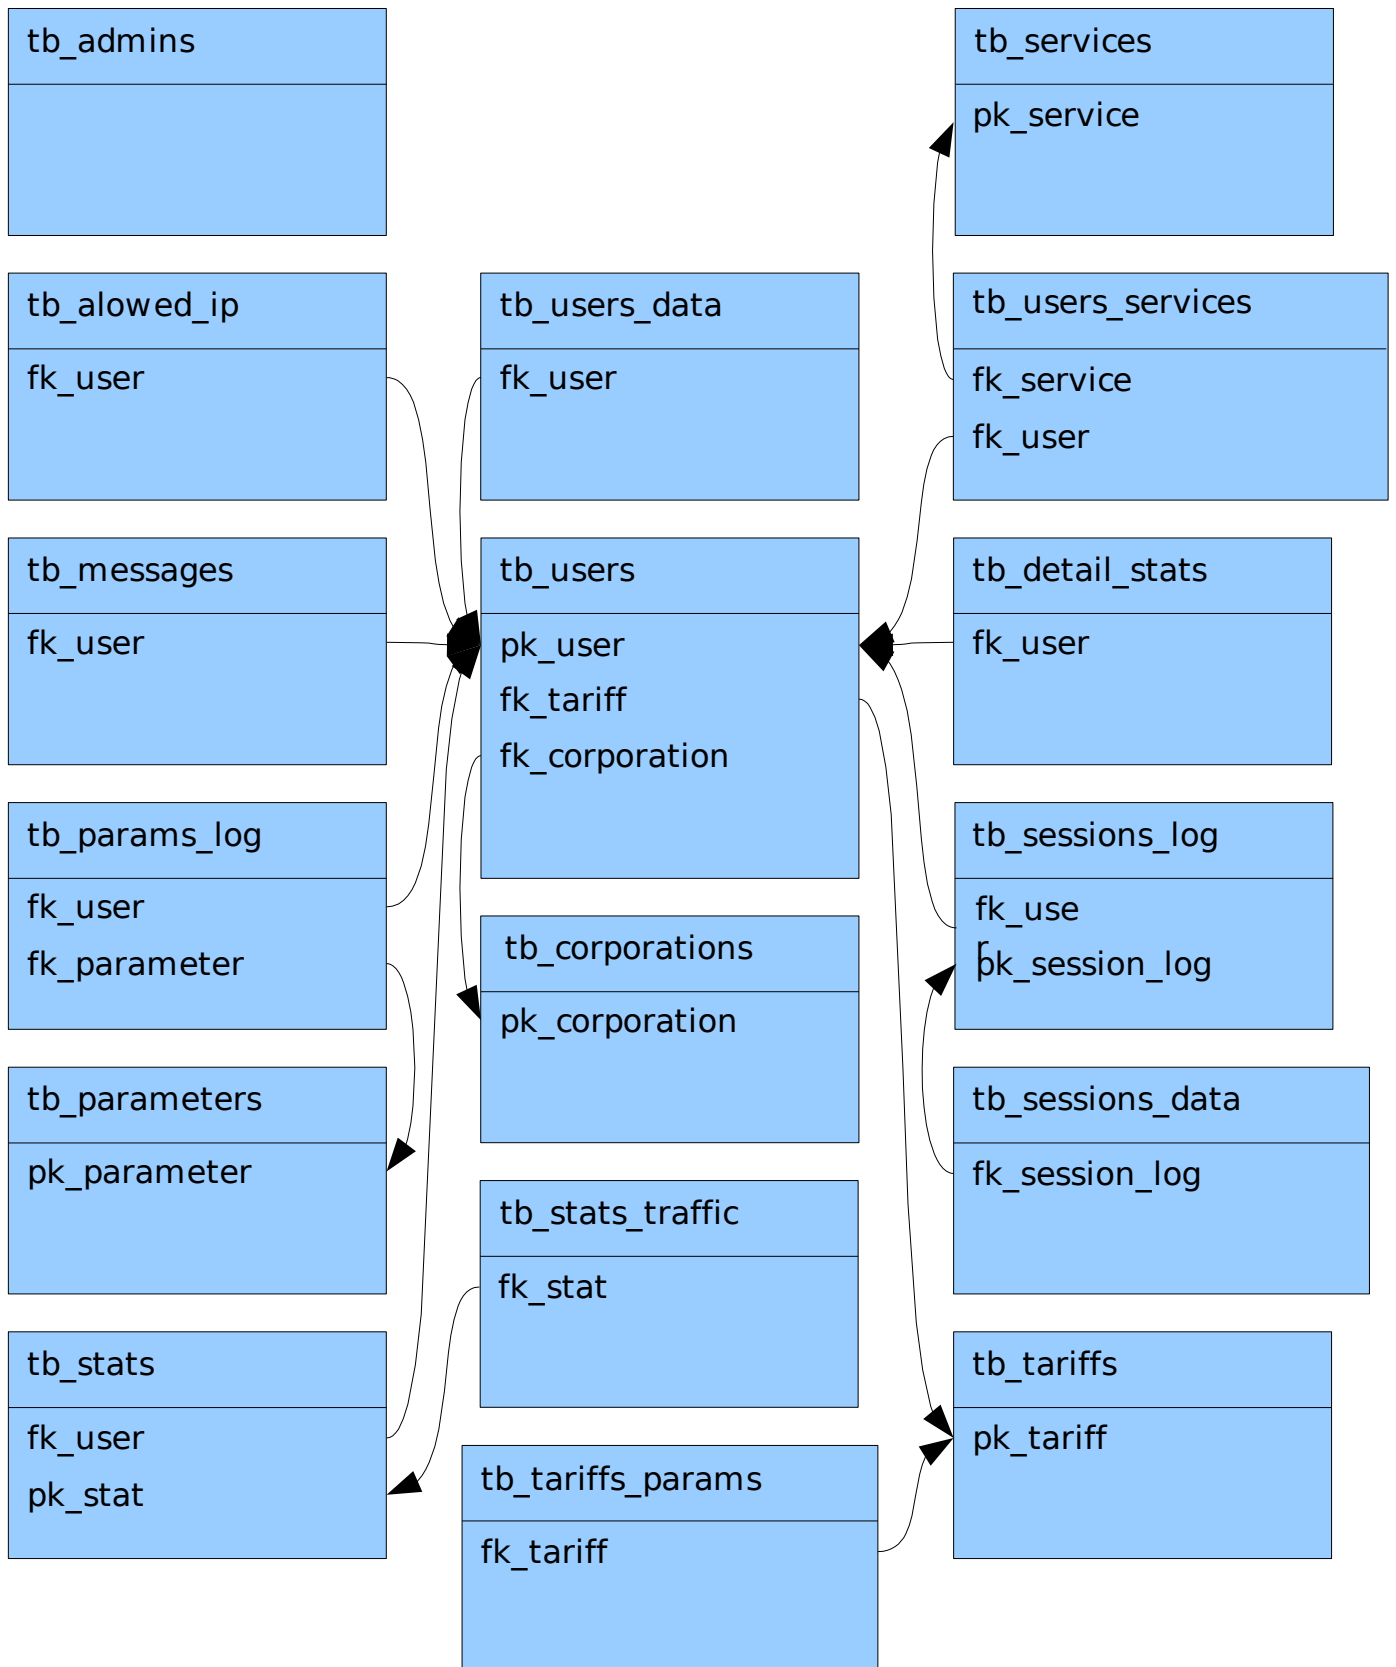 tb_admins
tb_services
pk_service
tb_alowed_ip
fk_user
tb_users_data
fk_user
tb_users_services
fk_service
fk_user
tb_messages
fk_user
tb_users
pk_user
fk_tariff
fk_corporation
tb_detail_stats
fk_user
tb_params_log
fk_user
fk_parameter
tb_corporations
pk_corporation
tb_sessions_log
fk_use
r
pk_session_log
tb_parameters
pk_parameter
tb_stats_traffic
fk_stat
tb_sessions_data
fk_session_log
tb_stats
fk_user
pk_stat
tb_tariffs_params
fk_tariff
tb_tariffs
pk_tariff